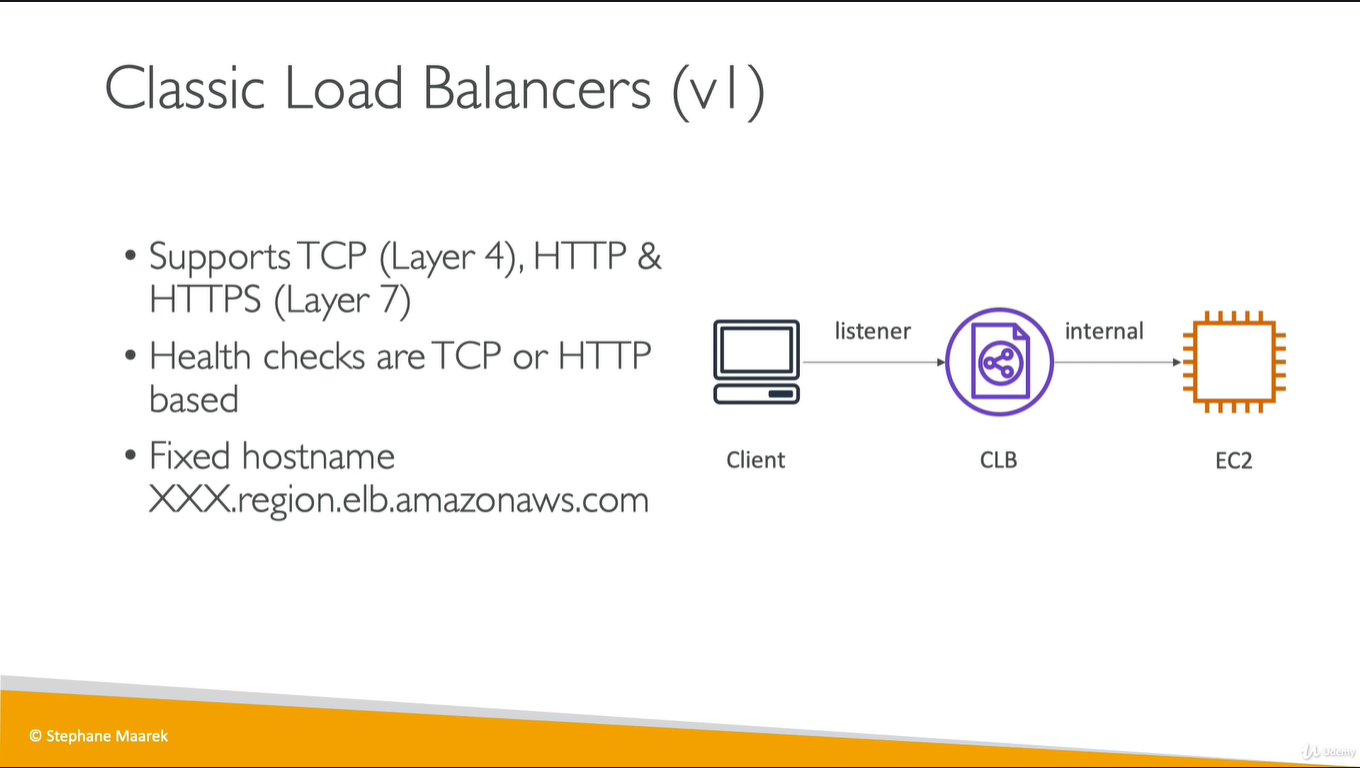 Classic Load Balancers (v1)
• Supports TCP (Layer 4), HTTP &
HTTPS (Layer 7)
• Health checks are TCP or HTTP
based
• Fixed hostname
XXX.region.elb.amazonaws.com
listener
internal
Client
CLB
EC2
© Stephane Maarek
Udemy